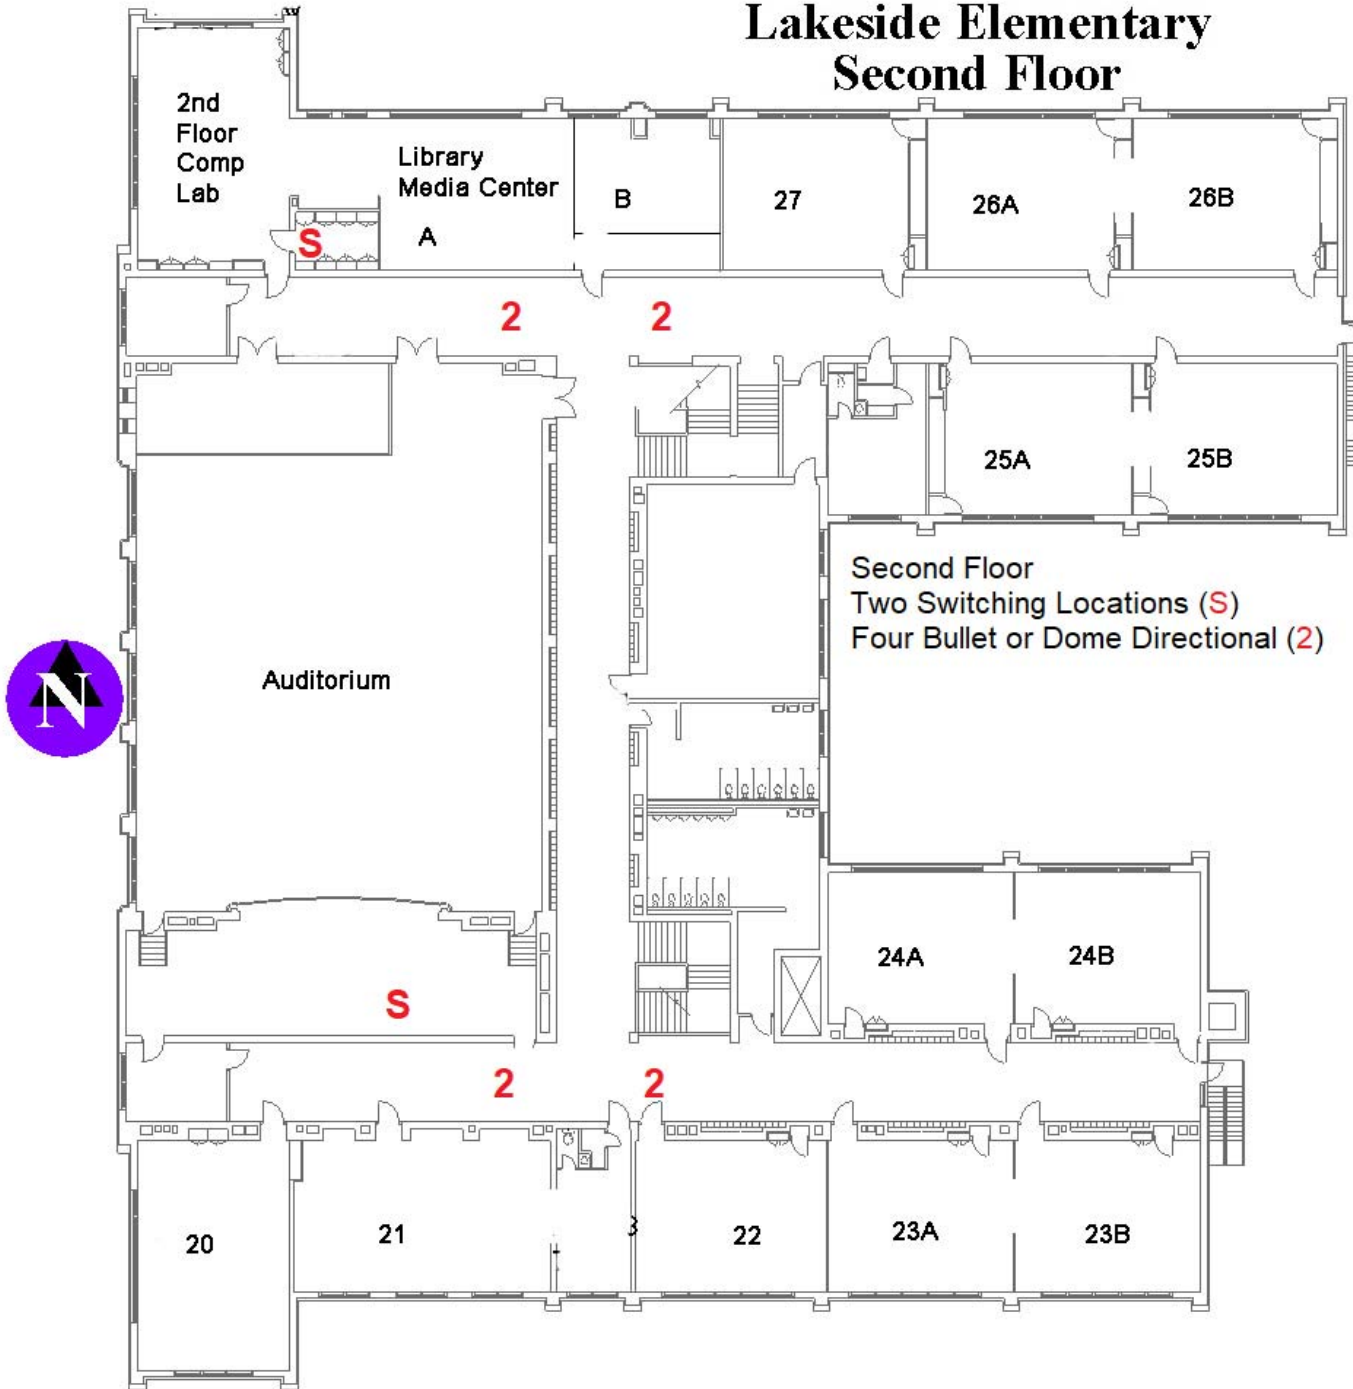 Lakeside Elementary
Second Floor
2nd
Floor
Comp
Lab
Library
Media Center
A
B
27
26A
26B
S
2
2
25A
25B
Second Floor
Two Switching Locations (S)
Four Bullet or Dome Directional (2)
N
Auditorium
24A
24B
S
2
2
20
21
22
23A
23B